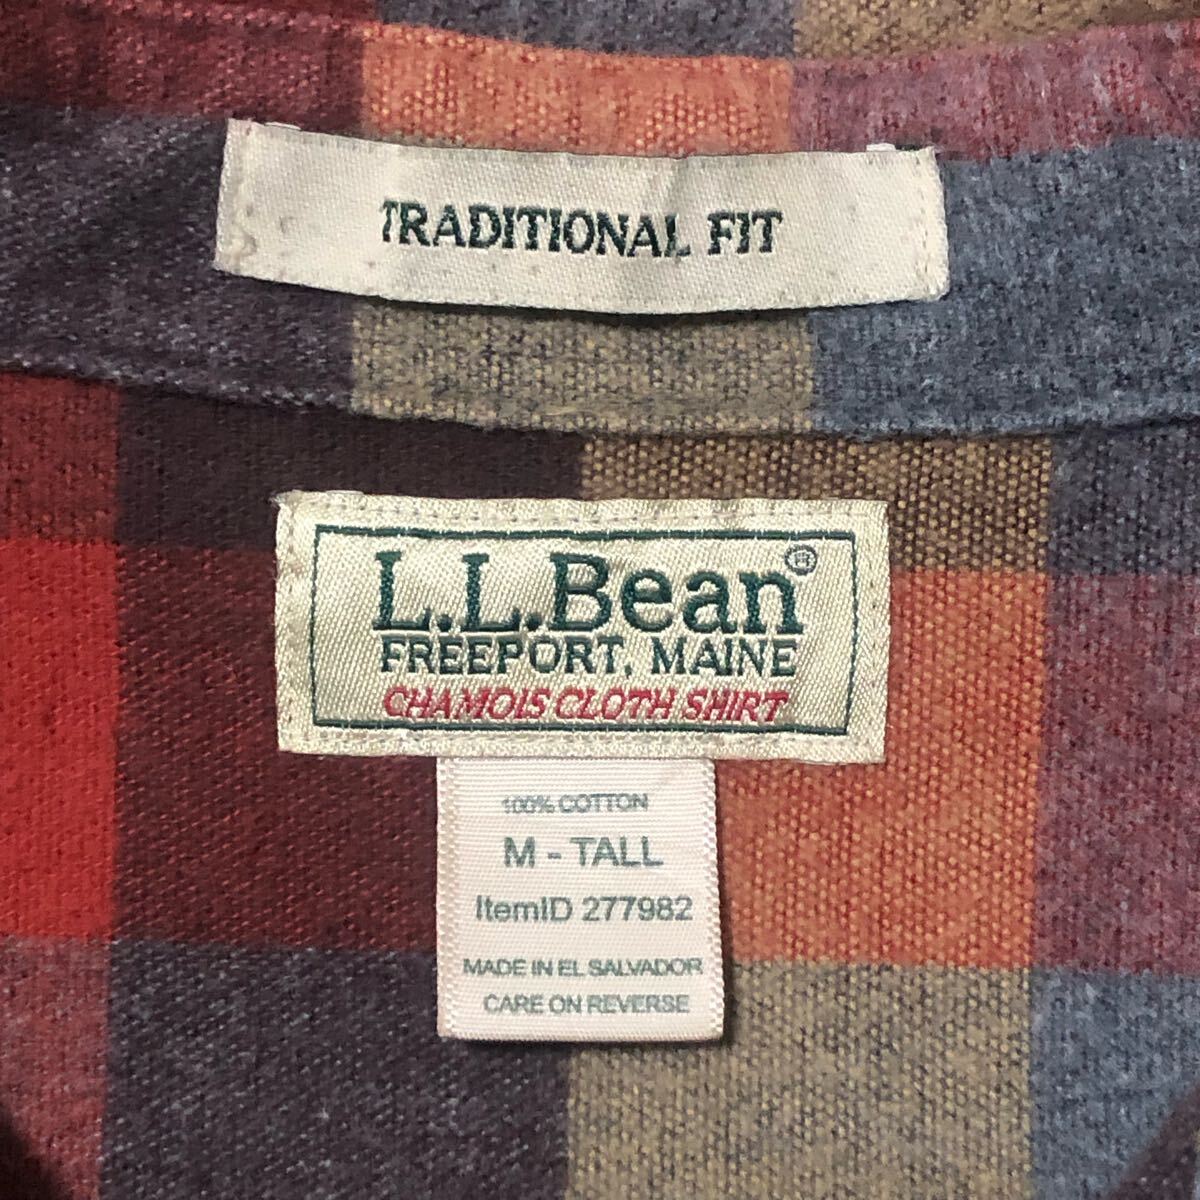 TRADITIONAL FIT
L.L.Bean®
FREEPORT, MAINE
CHAMOIS CLOTH SHIRT
100% COTTON
M - TALL
ItemID 277982
MADE IN EL SALVADOR
CARE ON REVERSE